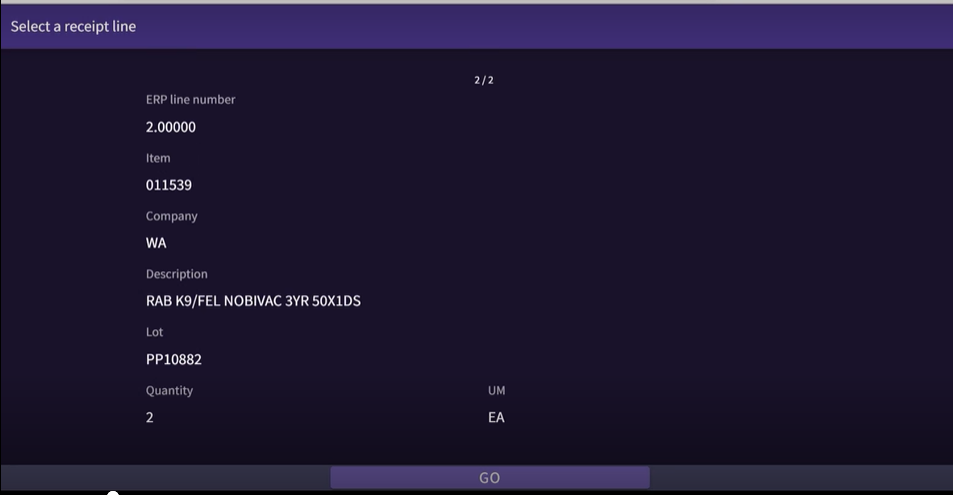 Select a receipt line
2 / 2
ERP line number
2.00000
Item
011539
Company
WA
Description
RAB K9/FEL NOBIVAC 3YR 50X1DS
Lot
PP10882
Quantity UM
2 EA
GO